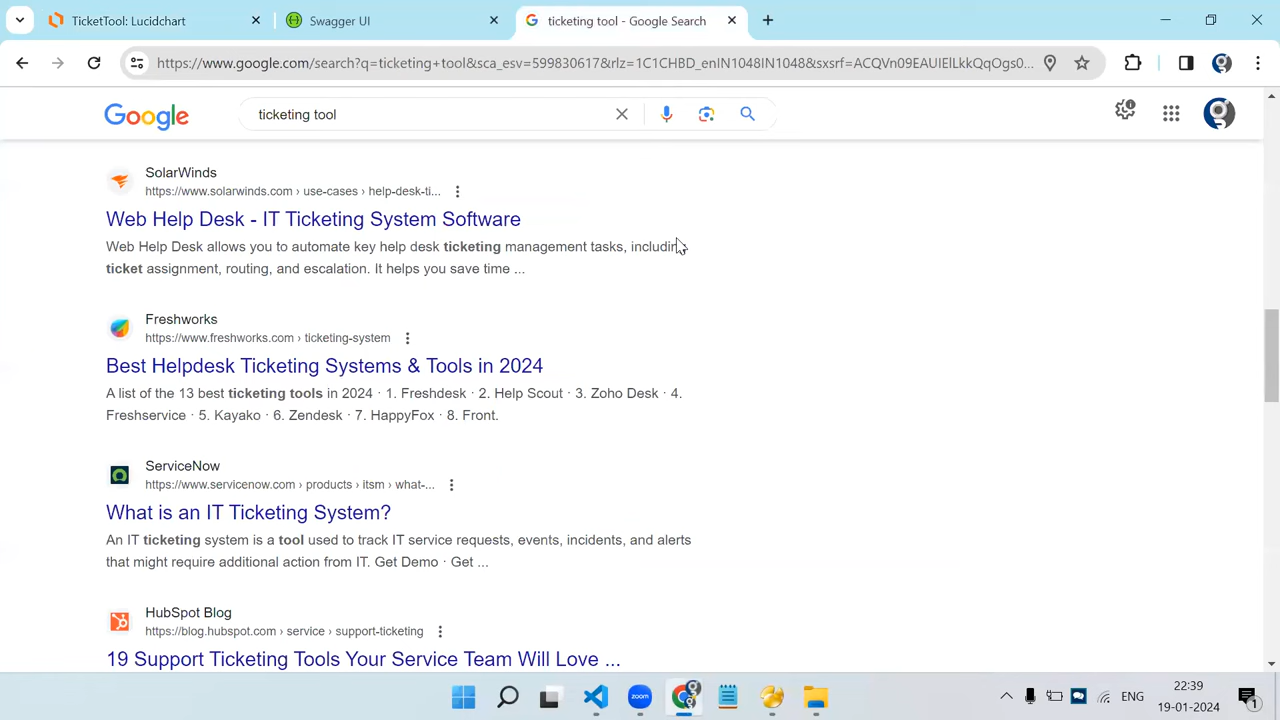 TicketTool: Lucidchart
Swagger UI
ticketing tool - Google Search
https://www.google.com/search?q=ticketing+tool&sca_esv=599830617&rlz=1C1CHBD_enIN1048IN1048&sxsrf=ACQVn09EAUIElLkkQqOgs0...
Google
ticketing tool
SolarWinds
https://www.solarwinds.com › use-cases › help-desk-ti...
Web Help Desk - IT Ticketing System Software
Web Help Desk allows you to automate key help desk ticketing management tasks, including
ticket assignment, routing, and escalation. It helps you save time ...
Freshworks
https://www.freshworks.com › ticketing-system
Best Helpdesk Ticketing Systems & Tools in 2024
A list of the 13 best ticketing tools in 2024 · 1. Freshdesk · 2. Help Scout · 3. Zoho Desk · 4.
Freshservice · 5. Kayako · 6. Zendesk · 7. HappyFox · 8. Front.
ServiceNow
https://www.servicenow.com › products › itsm › what-...
What is an IT Ticketing System?
An IT ticketing system is a tool used to track IT service requests, events, incidents, and alerts
that might require additional action from IT. Get Demo · Get ...
HubSpot Blog
https://blog.hubspot.com › service › support-ticketing
19 Support Ticketing Tools Your Service Team Will Love ...
zoom
ENG
22:39
19-01-2024
1